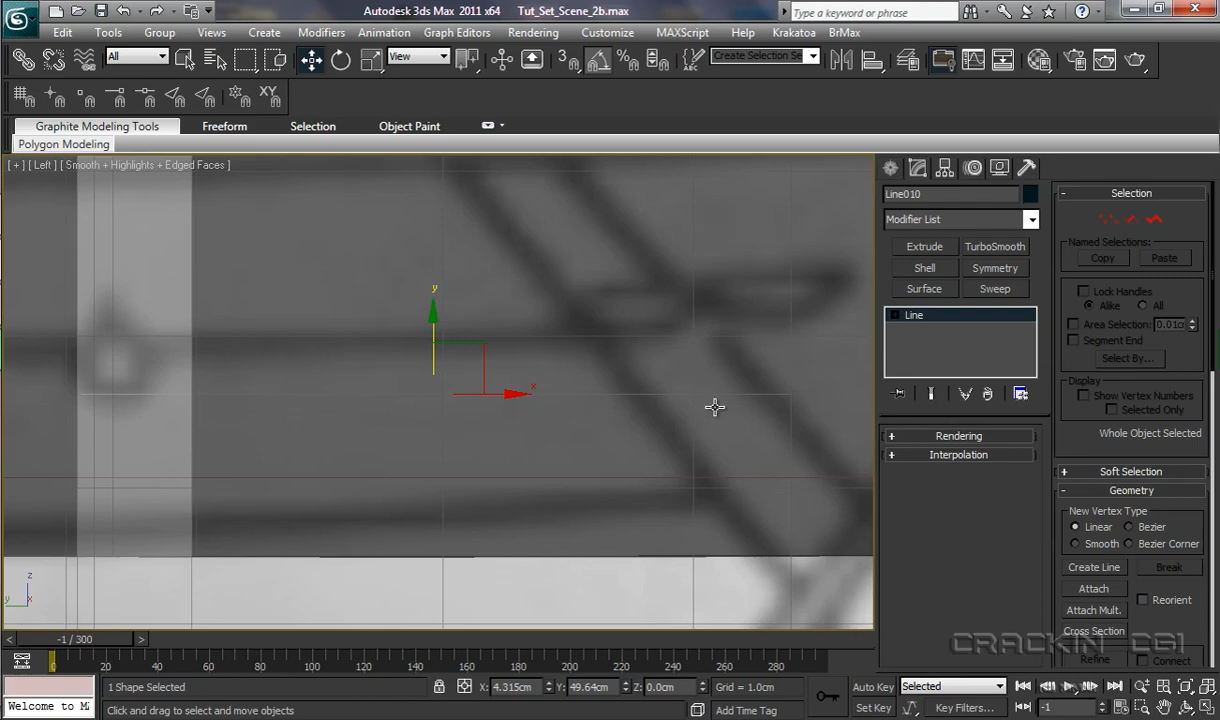 Autodesk 3ds Max 2011 x64 Tut_Set_Scene_2b.max
Type a keyword or phrase
Edit Tools Group Views Create Modifiers Animation Graph Editors Rendering Customize MAXScript Help Krakatoa BrMax
All
View
Create Selection Se
XY
Graphite Modeling Tools Freeform Selection Object Paint
Polygon Modeling
[ + ] [ Left ] [ Smooth + Highlights + Edged Faces ]
Line010
Modifier List
Extrude TurboSmooth
Shell Symmetry
Surface Sweep
Line
Rendering
Interpolation
Selection
Named Selections:
Copy Paste
Lock Handles
Alike All
Area Selection: 0.01c
Segment End
Select By...
Display
Show Vertex Numbers
Selected Only
Whole Object Selected
Soft Selection
Geometry
New Vertex Type
Linear Bezier
Smooth Bezier Corner
Create Line Break
Attach
Reorient
Attach Mult.
Cross Section
Refine Connect
y
x
z
y x
CRACKIN CGI
-1 / 300
0 20 40 60 80 100 120 140 160 180 200 220 240 260 280
1 Shape Selected
X: 4.315cm Y: 49.64cm Z: 0.0cm
Grid = 1.0cm
Auto Key Selected
Welcome to M
Click and drag to select and move objects
Add Time Tag
Set Key Key Filters...
-1